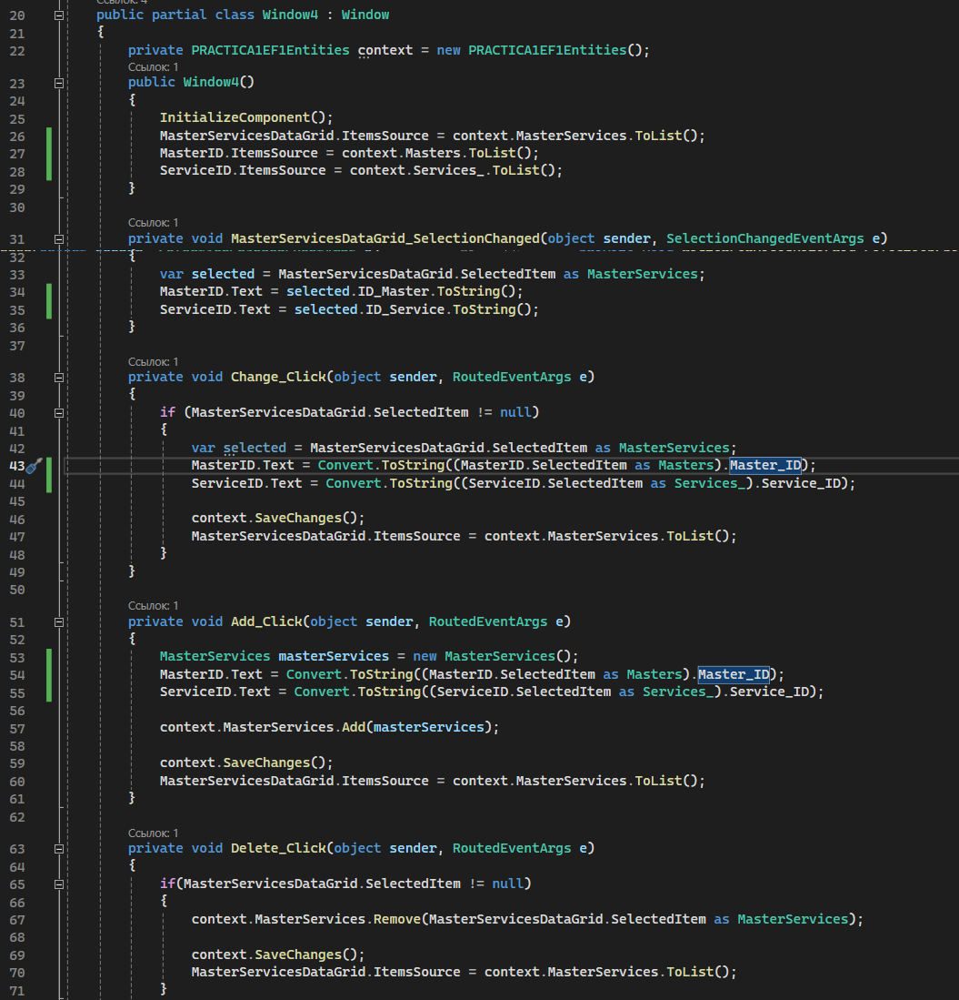 Ссылок: 4
20 public partial class Window4 : Window
21 {
22 private PRACTICA1EF1Entities context = new PRACTICA1EF1Entities();
Ссылок: 1
23 public Window4()
24 {
25 InitializeComponent();
26 MasterServicesDataGrid.ItemsSource = context.MasterServices.ToList();
27 MasterID.ItemsSource = context.Masters.ToList();
28 ServiceID.ItemsSource = context.Services_.ToList();
29 }
30
Ссылок: 1
31 private void MasterServicesDataGrid_SelectionChanged(object sender, SelectionChangedEventArgs e)
32 {
33 var selected = MasterServicesDataGrid.SelectedItem as MasterServices;
34 MasterID.Text = selected.ID_Master.ToString();
35 ServiceID.Text = selected.ID_Service.ToString();
36 }
37
Ссылок: 1
38 private void Change_Click(object sender, RoutedEventArgs e)
39 {
40 if (MasterServicesDataGrid.SelectedItem != null)
41 {
42 var selected = MasterServicesDataGrid.SelectedItem as MasterServices;
43 MasterID.Text = Convert.ToString((MasterID.SelectedItem as Masters).Master_ID);
44 ServiceID.Text = Convert.ToString((ServiceID.SelectedItem as Services_).Service_ID);
45
46 context.SaveChanges();
47 MasterServicesDataGrid.ItemsSource = context.MasterServices.ToList();
48 }
49 }
50
Ссылок: 1
51 private void Add_Click(object sender, RoutedEventArgs e)
52 {
53 MasterServices masterServices = new MasterServices();
54 MasterID.Text = Convert.ToString((MasterID.SelectedItem as Masters).Master_ID);
55 ServiceID.Text = Convert.ToString((ServiceID.SelectedItem as Services_).Service_ID);
56
57 context.MasterServices.Add(masterServices);
58
59 context.SaveChanges();
60 MasterServicesDataGrid.ItemsSource = context.MasterServices.ToList();
61 }
62
Ссылок: 1
63 private void Delete_Click(object sender, RoutedEventArgs e)
64 {
65 if(MasterServicesDataGrid.SelectedItem != null)
66 {
67 context.MasterServices.Remove(MasterServicesDataGrid.SelectedItem as MasterServices);
68
69 context.SaveChanges();
70 MasterServicesDataGrid.ItemsSource = context.MasterServices.ToList();
71 }